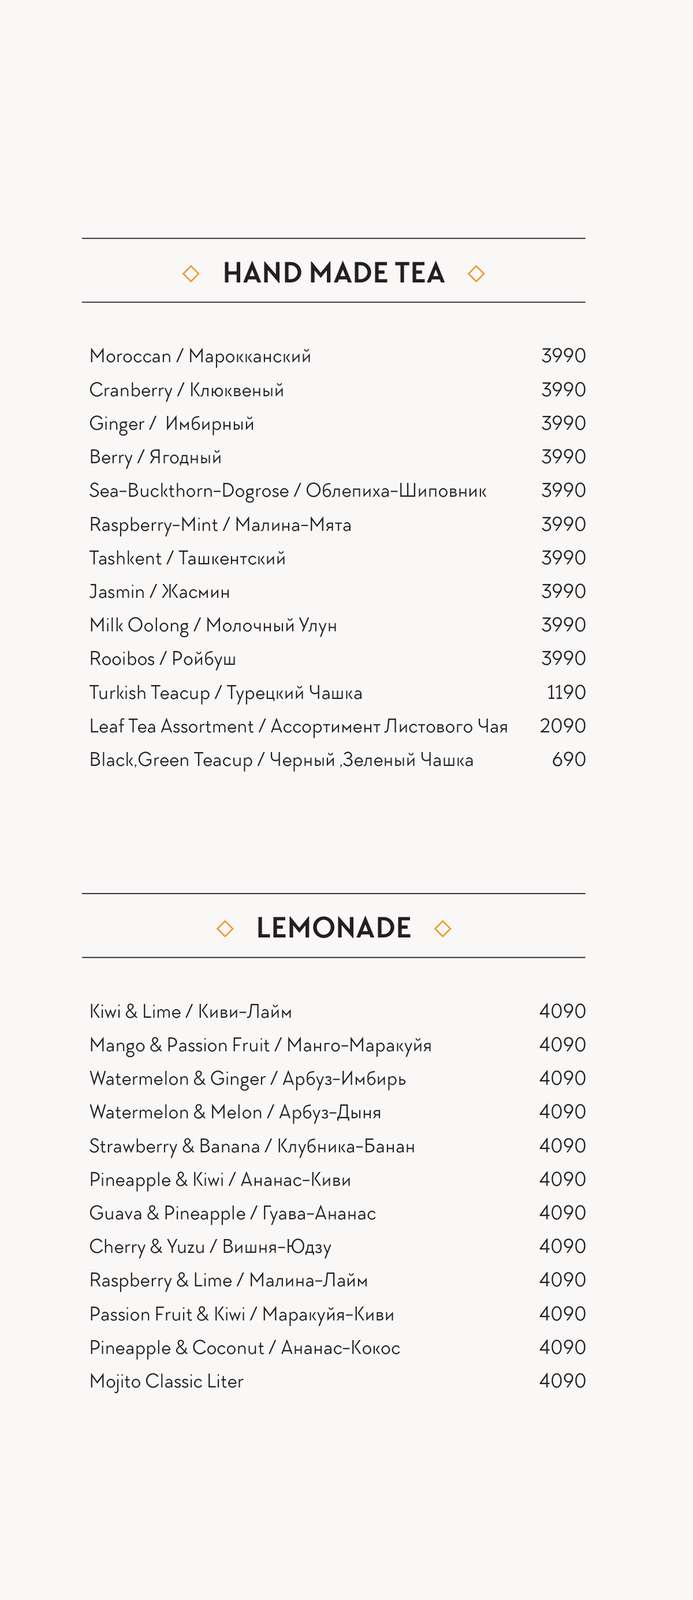 HAND MADE TEA
Moroccan / Марокканский 3990
Cranberry / Клюквеный 3990
Ginger / Имбирный 3990
Berry / Ягодный 3990
Sea-Buckthorn-Dogrose / Облепиха-Шиповник 3990
Raspberry-Mint / Малина-Мята 3990
Tashkent / Ташкентский 3990
Jasmin / Жасмин 3990
Milk Oolong / Молочный Улун 3990
Rooibos / Ройбуш 3990
Turkish Teacup / Турецкий Чашка 1190
Leaf Tea Assortment / Ассортимент Листового Чая 2090
Black,Green Teacup / Черный ,Зеленый Чашка 690
LEMONADE
Kiwi & Lime / Киви-Лайм 4090
Mango & Passion Fruit / Манго-Маракуйя 4090
Watermelon & Ginger / Арбуз-Имбирь 4090
Watermelon & Melon / Арбуз-Дыня 4090
Strawberry & Banana / Клубника-Банан 4090
Pineapple & Kiwi / Ананас-Киви 4090
Guava & Pineapple / Гуава-Ананас 4090
Cherry & Yuzu / Вишня-Юдзу 4090
Raspberry & Lime / Малина-Лайм 4090
Passion Fruit & Kiwi / Маракуйя-Киви 4090
Pineapple & Coconut / Ананас-Кокос 4090
Mojito Classic Liter 4090